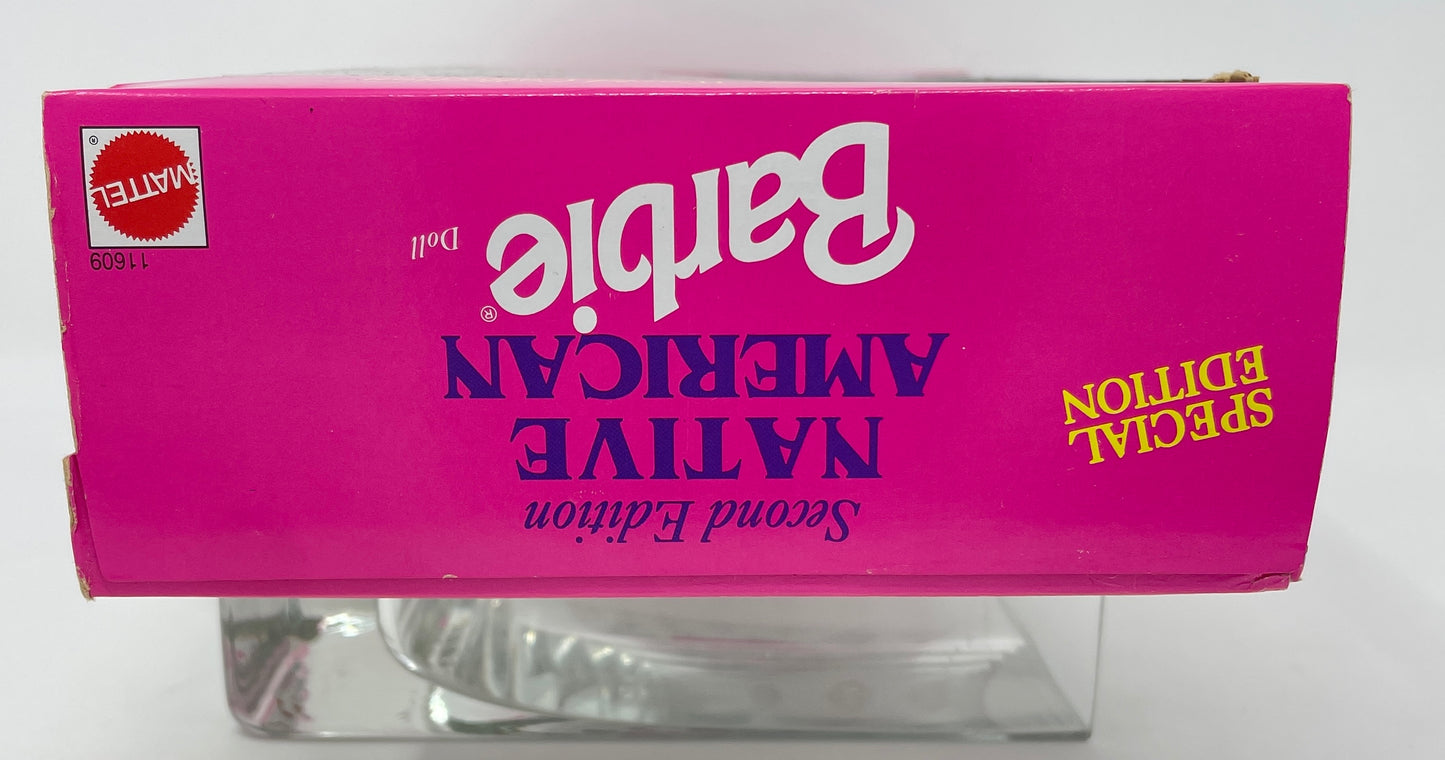 Second Edition
NATIVE
AMERICAN
Barbie®
Doll
SPECIAL
EDITION
11609
MATTEL
®